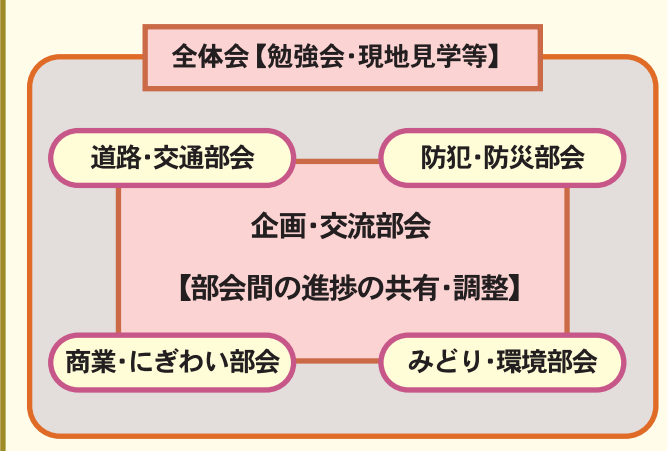 全体会【勉強会・現地見学等】
道路・交通部会
防犯・防災部会
企画・交流部会
【部会間の進捗の共有・調整】
商業・にぎわい部会
みどり・環境部会